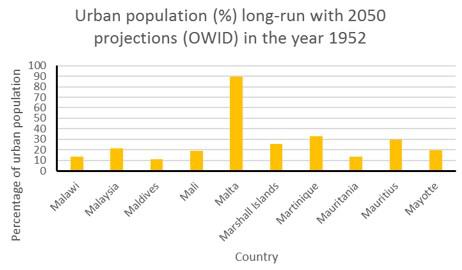 Urban population (%) long-run with 2050
projections (OWID) in the year 1952
Percentage of urban population
100
90
80
70
60
50
40
30
20
10
0
Malawi
Malaysia
Maldives
Mali
Malta
Marshall Islands
Martinique
Mauritania
Mauritius
Mayotte
Country